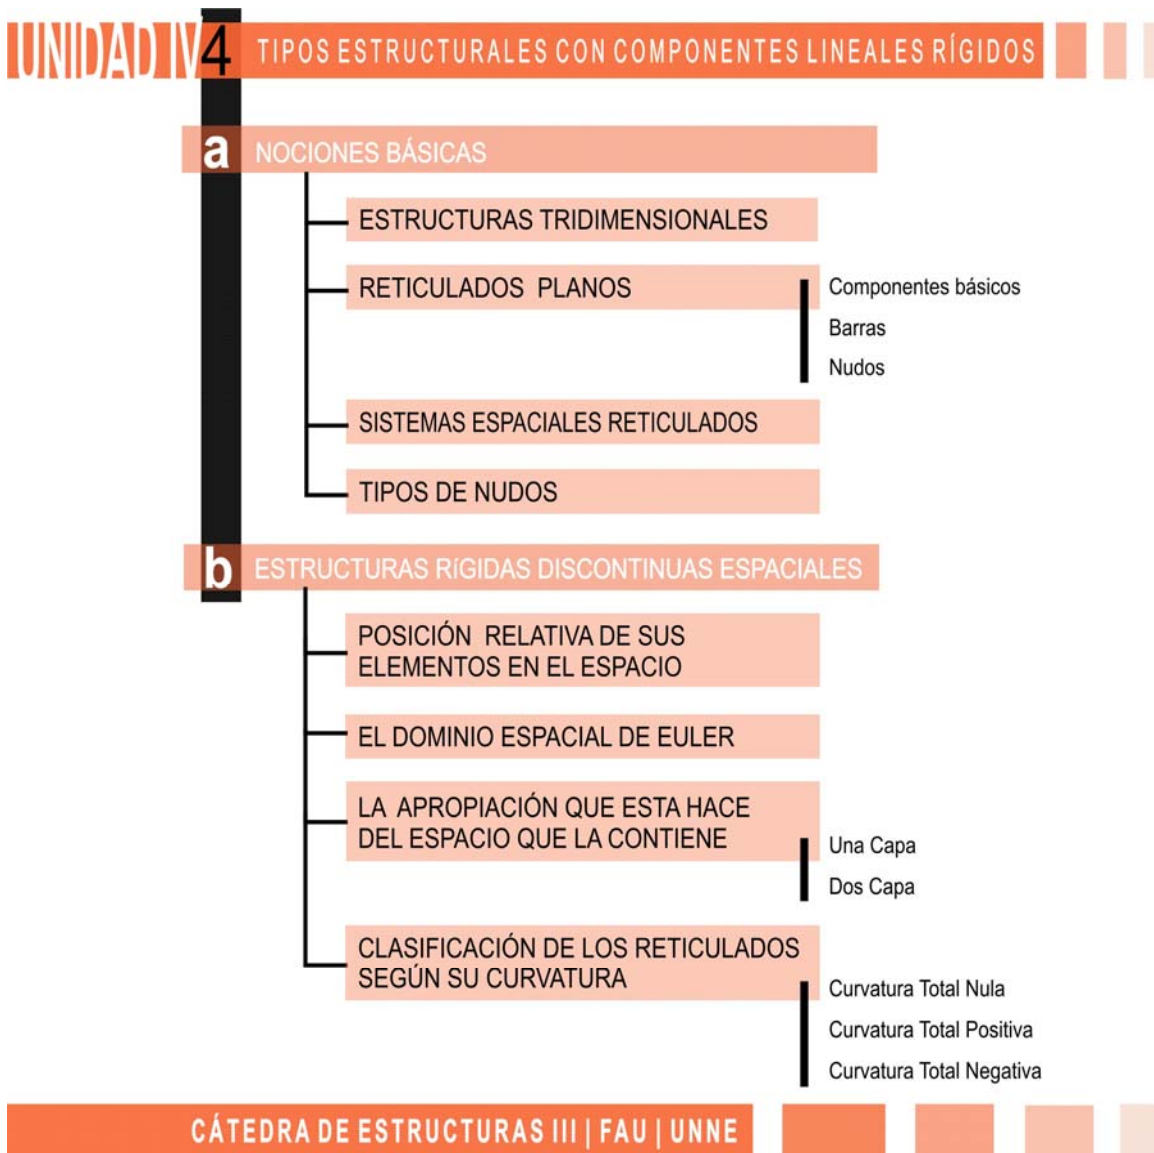 UNIDAD IV 4 TIPOS ESTRUCTURALES CON COMPONENTES LINEALES RÍGIDOS
a NOCIONES BÁSICAS
ESTRUCTURAS TRIDIMENSIONALES
RETICULADOS PLANOS
Componentes básicos
Barras
Nudos
SISTEMAS ESPACIALES RETICULADOS
TIPOS DE NUDOS
b ESTRUCTURAS RíGIDAS DISCONTINUAS ESPACIALES
POSICIÓN RELATIVA DE SUS
ELEMENTOS EN EL ESPACIO
EL DOMINIO ESPACIAL DE EULER
LA APROPIACIÓN QUE ESTA HACE
DEL ESPACIO QUE LA CONTIENE
Una Capa
Dos Capa
CLASIFICACIÓN DE LOS RETICULADOS
SEGÚN SU CURVATURA
Curvatura Total Nula
Curvatura Total Positiva
Curvatura Total Negativa
CÁTEDRA DE ESTRUCTURAS III | FAU | UNNE